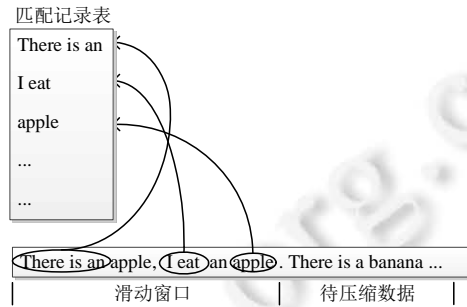 匹配记录表
There is an
I eat
apple
...
...
There is an apple, I eat an apple . There is a banana ...
滑动窗口 待压缩数据